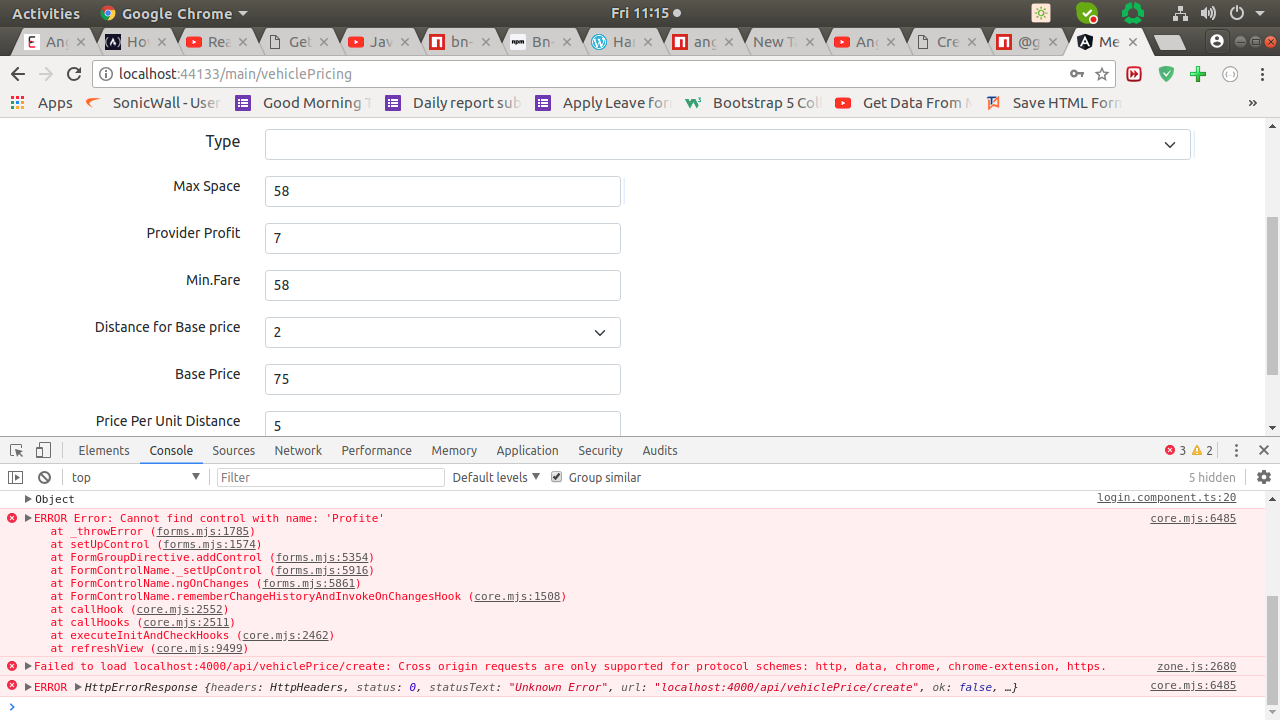 Activities Google Chrome Fri 11:15
Ang Hov Rea Get Jav bn- Bn- Har ang New T Ang Cre @g Me
localhost:44133/main/vehiclePricing
Apps SonicWall - User Good Morning T Daily report sub Apply Leave for Bootstrap 5 Coll Get Data From M Save HTML Form »
Type
Max Space 58
Provider Profit 7
Min.Fare 58
Distance for Base price 2
Base Price 75
Price Per Unit Distance 5
Elements Console Sources Network Performance Memory Application Security Audits 3 2
top Filter Default levels Group similar 5 hidden
Object login.component.ts:20
ERROR Error: Cannot find control with name: 'Profite' core.mjs:6485
at _throwError (forms.mjs:1785)
at setUpControl (forms.mjs:1574)
at FormGroupDirective.addControl (forms.mjs:5354)
at FormControlName._setUpControl (forms.mjs:5916)
at FormControlName.ngOnChanges (forms.mjs:5861)
at FormControlName.rememberChangeHistoryAndInvokeOnChangesHook (core.mjs:1508)
at callHook (core.mjs:2552)
at callHooks (core.mjs:2511)
at executeInitAndCheckHooks (core.mjs:2462)
at refreshView (core.mjs:9499)
Failed to load localhost:4000/api/vehiclePrice/create: Cross origin requests are only supported for protocol schemes: http, data, chrome, chrome-extension, https. zone.js:2680
ERROR HttpErrorResponse {headers: HttpHeaders, status: 0, statusText: "Unknown Error", url: "localhost:4000/api/vehiclePrice/create", ok: false, …} core.mjs:6485